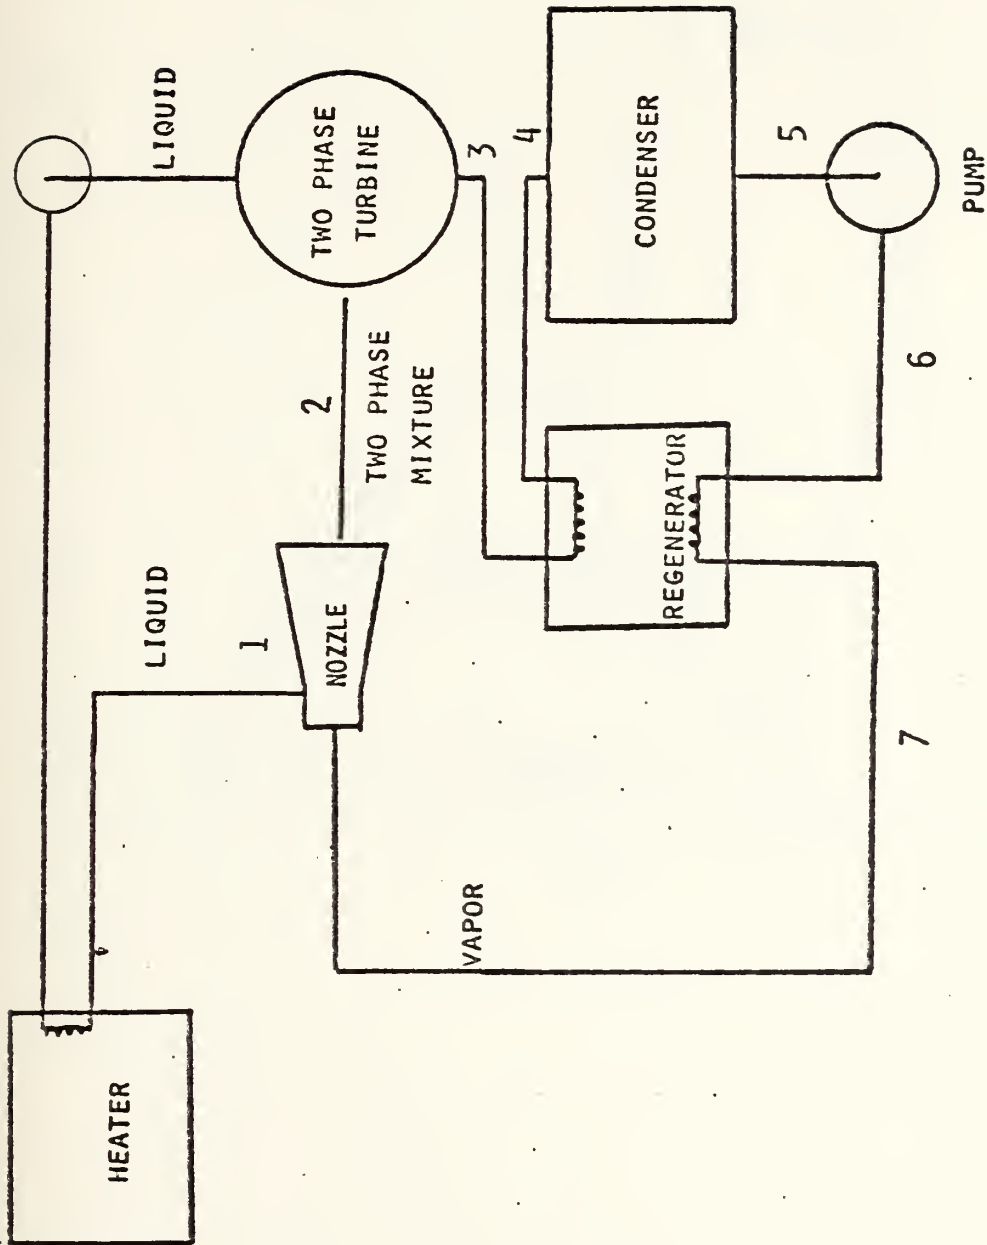 HEATER
LIQUID
LIQUID
1
NOZZLE
2
TWO PHASE
TURBINE
TWO PHASE
MIXTURE
VAPOR
3
4
REGENERATOR
CONDENSER
5
7
6
PUMP